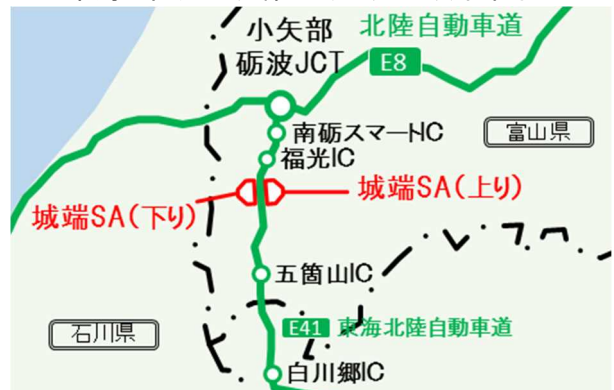 小矢部
砺波JCT
北陸自動車道
E8
南砺スマートIC
富山県
福光IC
城端SA(上り)
城端SA(下り)
五箇山IC
石川県
E41 東海北陸自動車道
白川郷IC